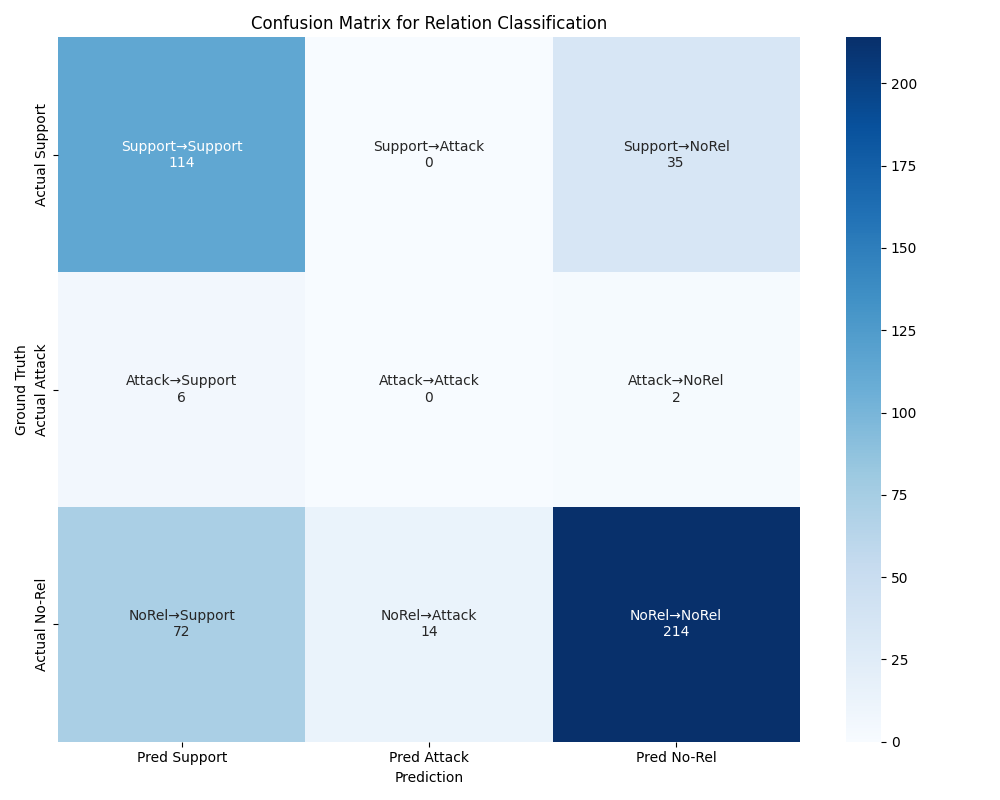 Confusion Matrix for Relation Classification
Ground Truth
Actual Support
Support→Support
114
Support→Attack
0
Support→NoRel
35
Actual Attack
Attack→Support
6
Attack→Attack
0
Attack→NoRel
2
Actual No-Rel
NoRel→Support
72
NoRel→Attack
14
NoRel→NoRel
214
Pred Support
Pred Attack
Pred No-Rel
Prediction
200
175
150
125
100
75
50
25
0